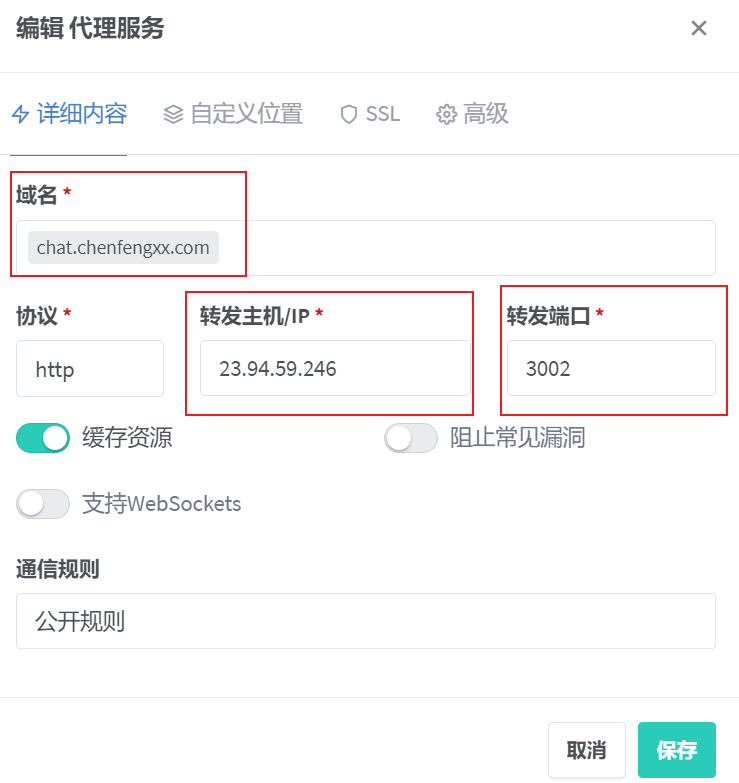 编辑 代理服务
详细内容 自定义位置 SSL 高级
域名 *
chat.chenfengxx.com
协议 * 转发主机/IP * 转发端口 *
http 23.94.59.246 3002
缓存资源 阻止常见漏洞
支持WebSockets
通信规则
公开规则
取消 保存